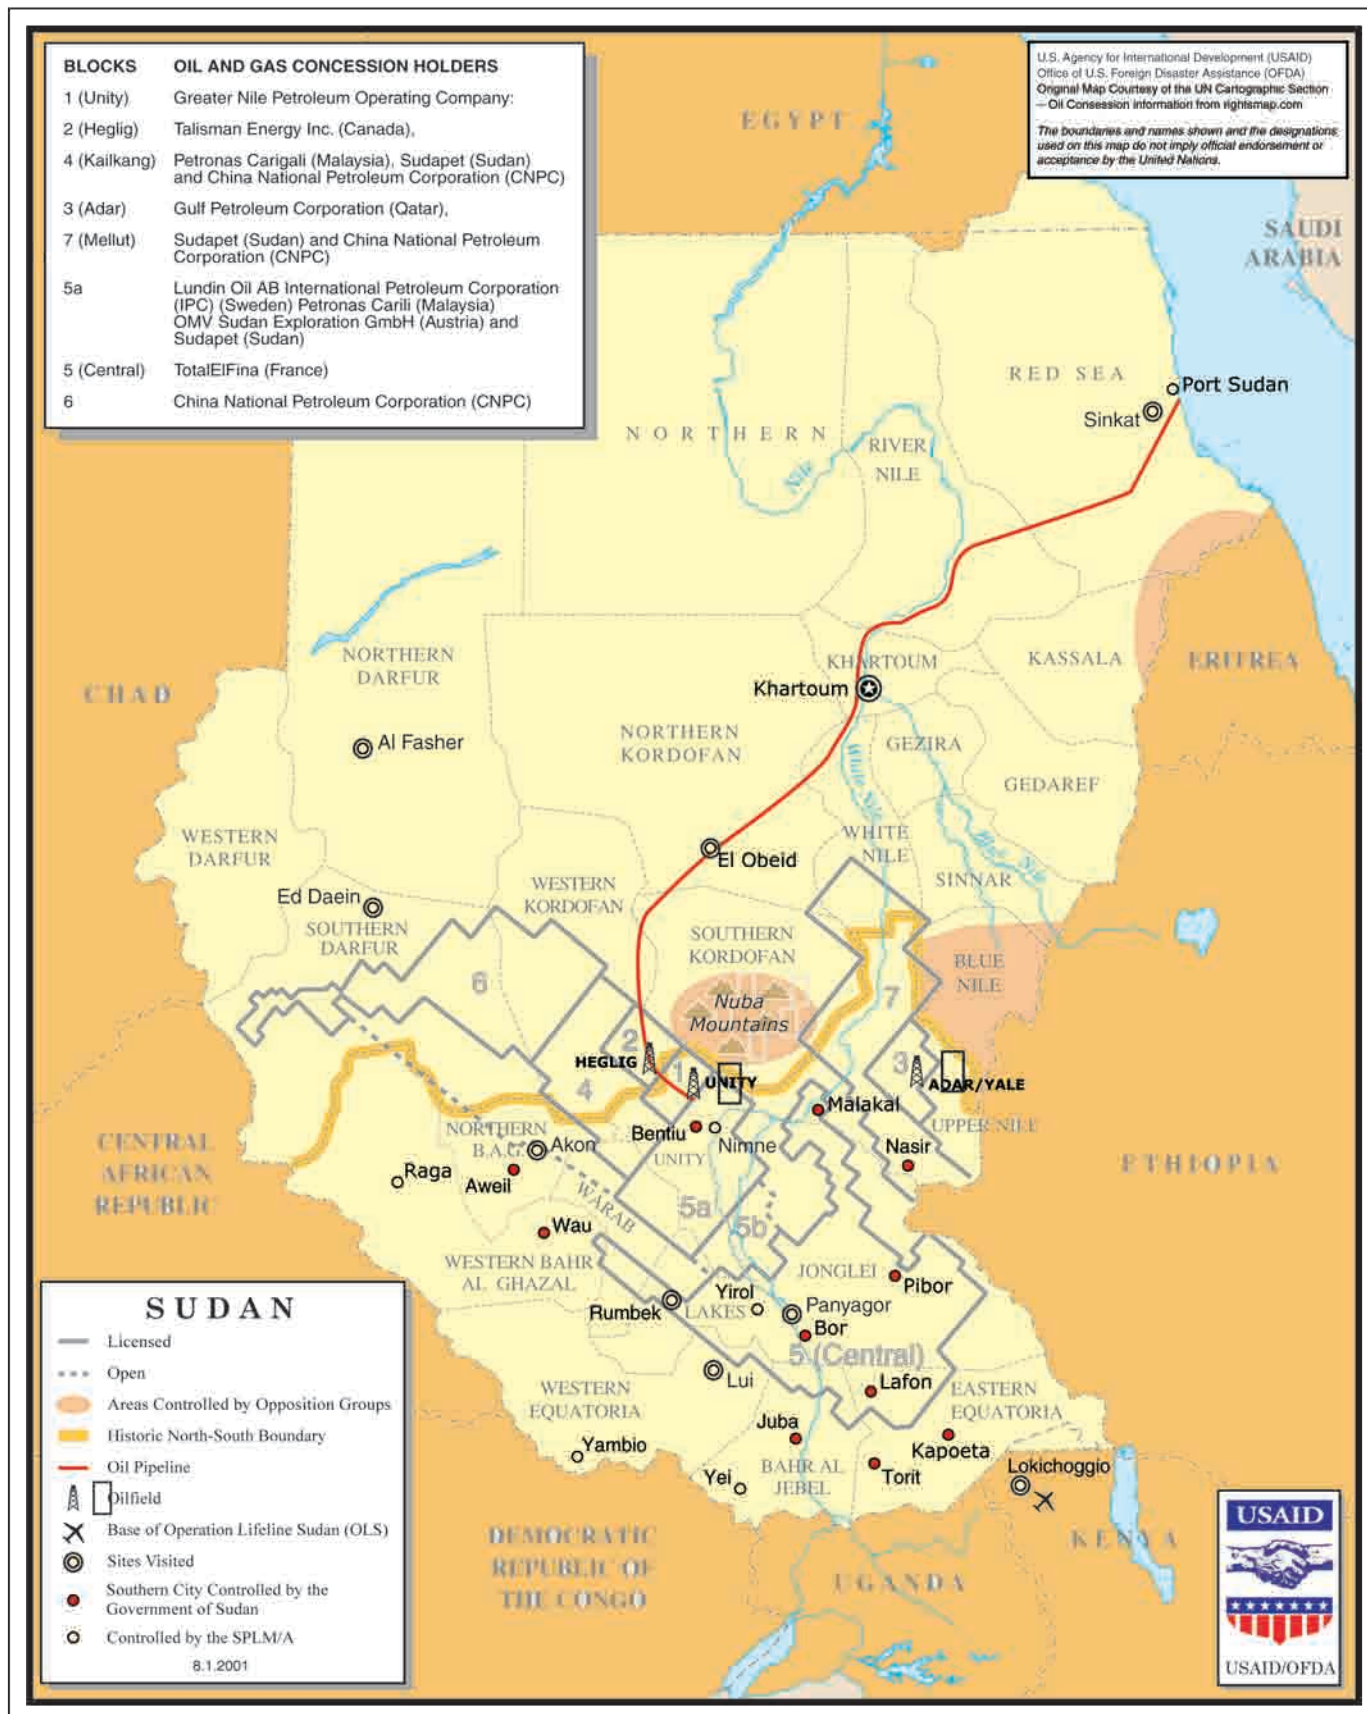 BLOCKS OIL AND GAS CONCESSION HOLDERS
1 (Unity) Greater Nile Petroleum Operating Company:
2 (Heglig) Talisman Energy Inc. (Canada),
4 (Kailkang) Petronas Carigali (Malaysia), Sudapet (Sudan)
and China National Petroleum Corporation (CNPC)
3 (Adar) Gulf Petroleum Corporation (Qatar),
7 (Mellut) Sudapet (Sudan) and China National Petroleum
Corporation (CNPC)
5a Lundin Oil AB International Petroleum Corporation
(IPC) (Sweden) Petronas Carili (Malaysia)
OMV Sudan Exploration GmbH (Austria) and
Sudapet (Sudan)
5 (Central) TotalElFina (France)
6 China National Petroleum Corporation (CNPC)
U.S. Agency for International Development (USAID)
Office of U.S. Foreign Disaster Assistance (OFDA)
Original Map Courtesy of the UN Cartographic Section
— Oil Consession information from rightsmap.com
The boundaries and names shown and the designations
used on this map do not imply official endorsement or
acceptance by the United Nations.
EGYPT
SAUDI
ARABIA
RED SEA
Port Sudan
Sinkat
NORTHERN
RIVER
NILE
Nile
NORTHERN
DARFUR
KHARTOUM
KASSALA
ERITREA
CHAD
Khartoum
Al Fasher
NORTHERN
KORDOFAN
White Nile
GEZIRA
GEDAREF
WESTERN
DARFUR
WHITE
NILE
Blue Nile
El Obeid
SINNAR
WESTERN
KORDOFAN
Ed Daein
SOUTHERN
DARFUR
SOUTHERN
KORDOFAN
BLUE
NILE
6
7
Nuba
Mountains
2
HEGLIG
1
UNITY
3
ADAR/YALE
4
Malakal
UPPER NILE
NORTHERN
B.A.G.
Akon
Bentiu
Nimne
UNITY
Nasir
CENTRAL
AFRICAN
REPUBLIC
ETHIOPIA
Raga
Aweil
WARAB
5a
5b
Wau
WESTERN BAHR
AL GHAZAL
JONGLEI
Pibor
Yirol
Rumbek
LAKES
Panyagor
Bor
5 (Central)
Lui
Lafon
WESTERN
EQUATORIA
EASTERN
EQUATORIA
Juba
Kapoeta
Yambio
Yei
BAHR AL
JEBEL
Torit
Lokichoggio
DEMOCRATIC
REPUBLIC OF
THE CONGO
UGANDA
KENYA
SUDAN
Licensed
Open
Areas Controlled by Opposition Groups
Historic North-South Boundary
Oil Pipeline
Oilfield
Base of Operation Lifeline Sudan (OLS)
Sites Visited
Southern City Controlled by the
Government of Sudan
Controlled by the SPLM/A
8.1.2001
USAID
USAID/OFDA